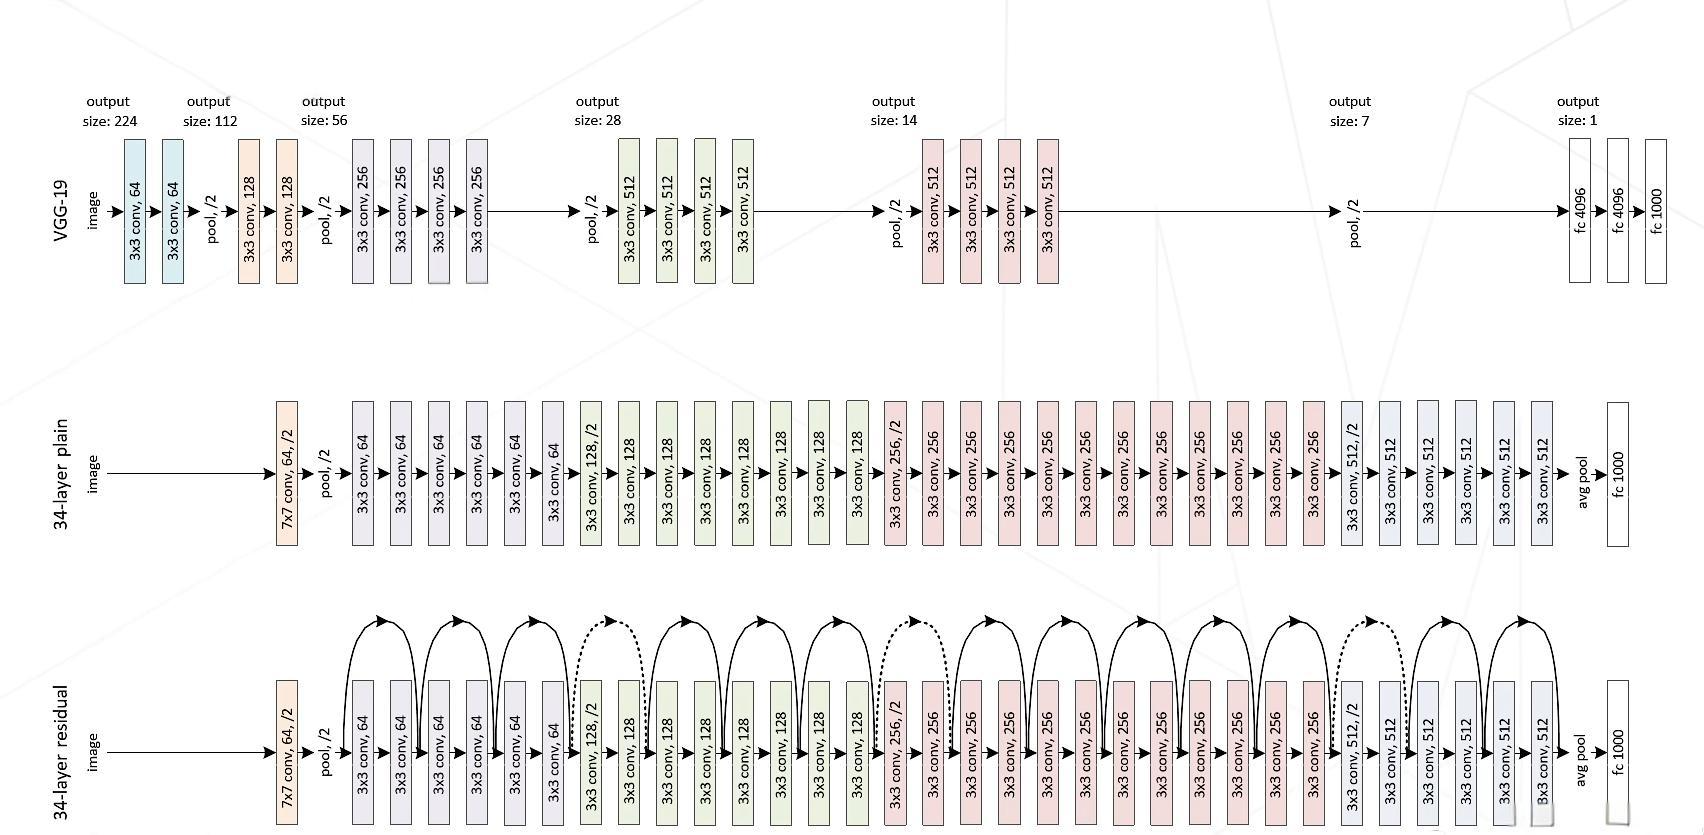 output
size: 224
output
size: 112
output
size: 56
output
size: 28
output
size: 14
output
size: 7
output
size: 1
VGG-19
image
3x3 conv, 64
3x3 conv, 64
pool, /2
3x3 conv, 128
3x3 conv, 128
pool, /2
3x3 conv, 256
3x3 conv, 256
3x3 conv, 256
3x3 conv, 256
pool, /2
3x3 conv, 512
3x3 conv, 512
3x3 conv, 512
3x3 conv, 512
pool, /2
3x3 conv, 512
3x3 conv, 512
3x3 conv, 512
3x3 conv, 512
pool, /2
fc 4096
fc 4096
fc 1000
34-layer plain
image
7x7 conv, 64, /2
pool, /2
3x3 conv, 64
3x3 conv, 64
3x3 conv, 64
3x3 conv, 64
3x3 conv, 64
3x3 conv, 64
3x3 conv, 128, /2
3x3 conv, 128
3x3 conv, 128
3x3 conv, 128
3x3 conv, 128
3x3 conv, 128
3x3 conv, 128
3x3 conv, 128
3x3 conv, 256, /2
3x3 conv, 256
3x3 conv, 256
3x3 conv, 256
3x3 conv, 256
3x3 conv, 256
3x3 conv, 256
3x3 conv, 256
3x3 conv, 256
3x3 conv, 256
3x3 conv, 256
3x3 conv, 256
3x3 conv, 512, /2
3x3 conv, 512
3x3 conv, 512
3x3 conv, 512
3x3 conv, 512
3x3 conv, 512
avg pool
fc 1000
34-layer residual
image
7x7 conv, 64, /2
pool, /2
3x3 conv, 64
3x3 conv, 64
3x3 conv, 64
3x3 conv, 64
3x3 conv, 64
3x3 conv, 64
3x3 conv, 128, /2
3x3 conv, 128
3x3 conv, 128
3x3 conv, 128
3x3 conv, 128
3x3 conv, 128
3x3 conv, 128
3x3 conv, 128
3x3 conv, 256, /2
3x3 conv, 256
3x3 conv, 256
3x3 conv, 256
3x3 conv, 256
3x3 conv, 256
3x3 conv, 256
3x3 conv, 256
3x3 conv, 256
3x3 conv, 256
3x3 conv, 256
3x3 conv, 256
3x3 conv, 512, /2
3x3 conv, 512
3x3 conv, 512
3x3 conv, 512
3x3 conv, 512
3x3 conv, 512
avg pool
fc 1000